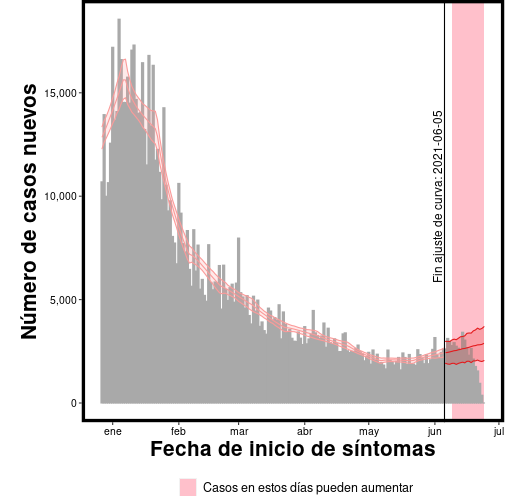 Número de casos nuevos
15,000
10,000
5,000
0
Fin ajuste de curva: 2021-06-05
ene
feb
mar
abr
may
jun
jul
Fecha de inicio de síntomas
Casos en estos días pueden aumentar